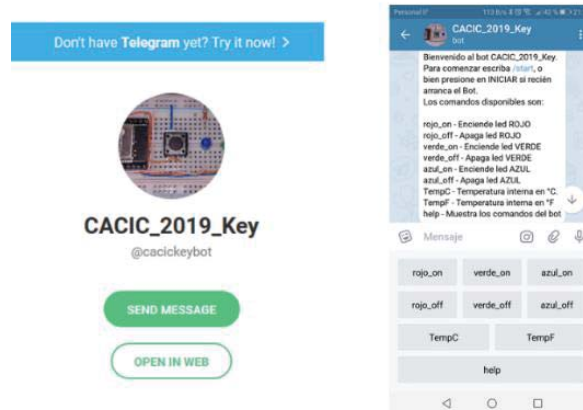 Don't have Telegram yet? Try it now! >
CACIC_2019_Key
@cacickeybot
SEND MESSAGE
OPEN IN WEB
CACIC_2019_Key
bot
Bienvenido al bot CACIC_2019_Key.
Para comenzar escriba /start, o
bien presione en INICIAR si recién
arranca el Bot.
Los comandos disponibles son:
rojo_on - Enciende led ROJO
rojo_off - Apaga led ROJO
verde_on - Enciende led VERDE
verde_off - Apaga led VERDE
azul_on - Enciende led AZUL
azul_off - Apaga led AZUL
TempC - Temperatura interna en °C.
TempF - Temperatura interna en °F
help - Muestra los comandos del bot
Mensaje
rojo_on verde_on azul_on
rojo_off verde_off azul_off
TempC TempF
help